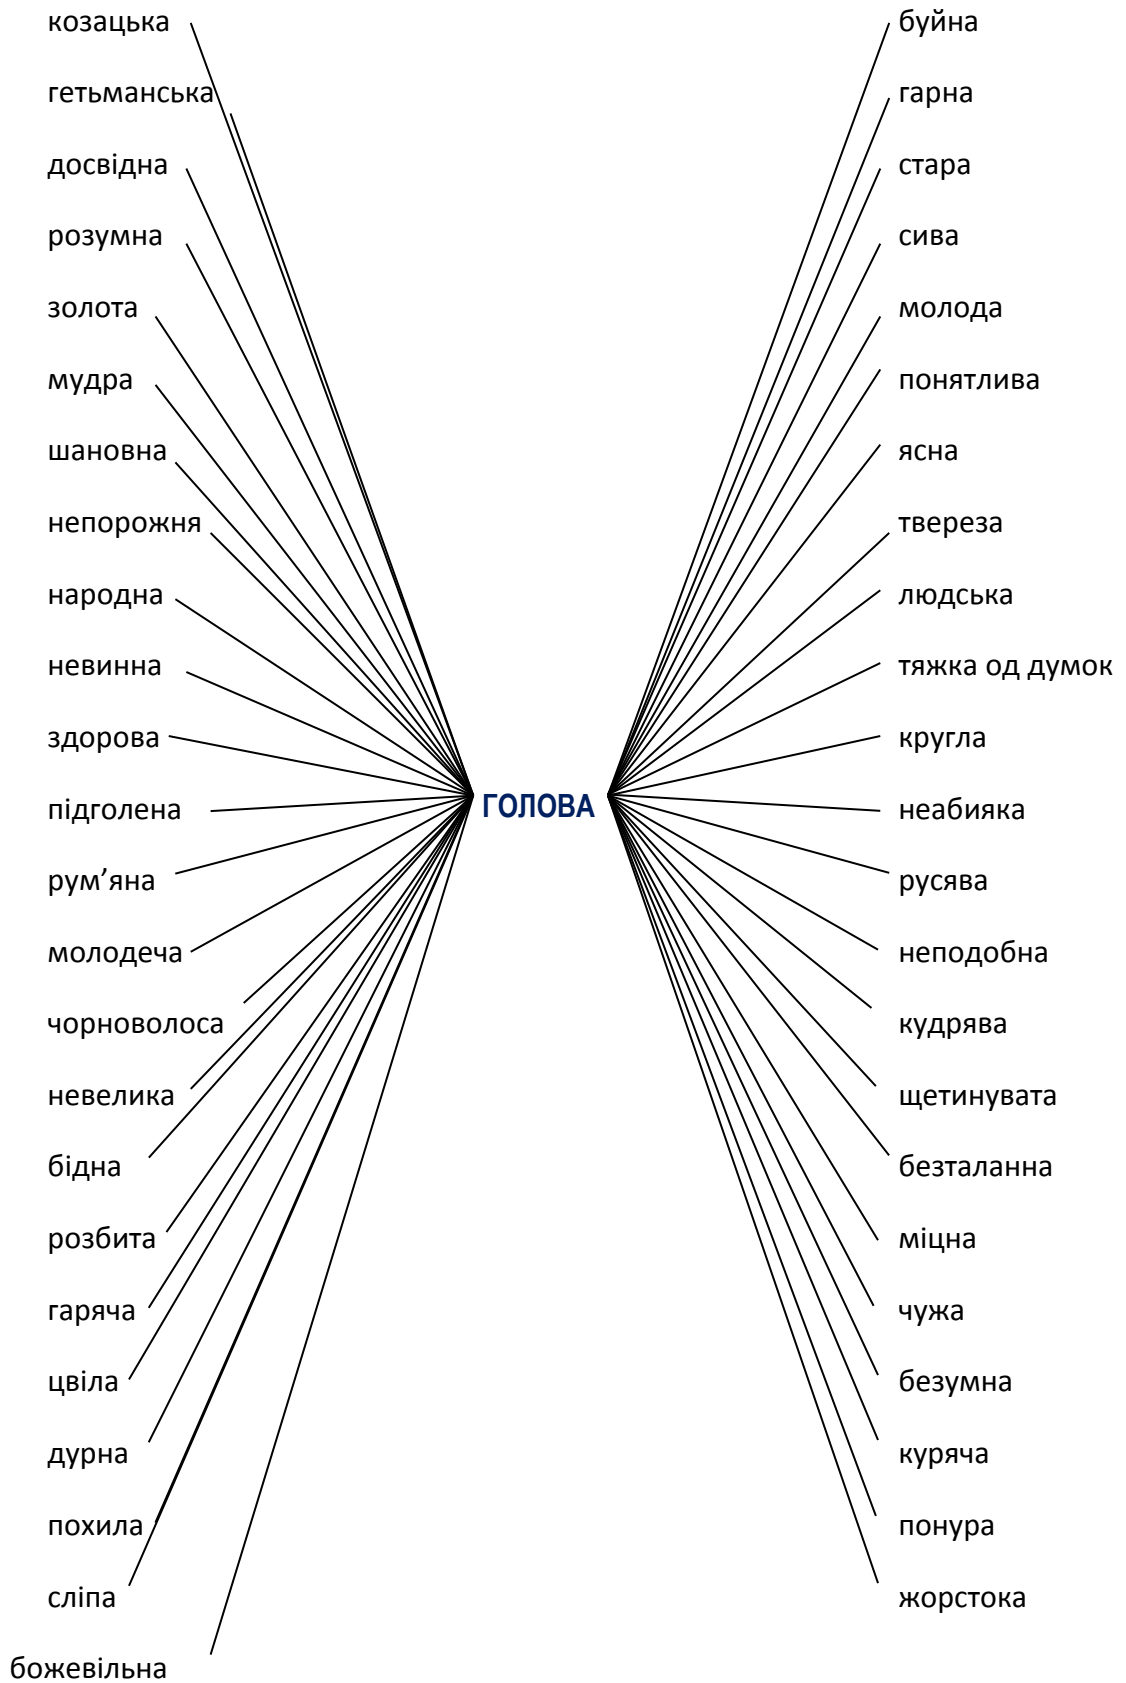 козацька
гетьманська
досвідна
розумна
золота
мудра
шановна
непорожня
народна
невинна
здорова
підголена
рум’яна
молодеча
чорноволоса
невелика
бідна
розбита
гаряча
цвіла
дурна
похила
сліпа
божевільна
ГОЛОВА
буйна
гарна
стара
сива
молода
понятлива
ясна
твереза
людська
тяжка од думок
кругла
неабияка
русява
неподобна
кудрява
щетинувата
безталанна
міцна
чужа
безумна
куряча
понура
жорстока